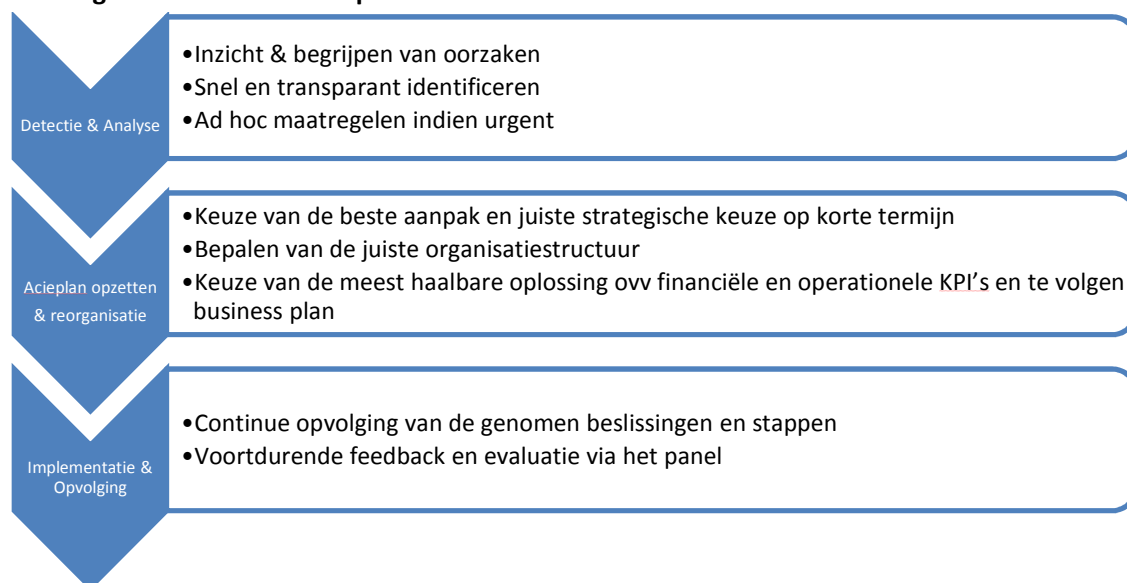 Detectie & Analyse
•Inzicht & begrijpen van oorzaken
•Snel en transparant identificeren
•Ad hoc maatregelen indien urgent
Acieplan opzetten
& reorganisatie
•Keuze van de beste aanpak en juiste strategische keuze op korte termijn
•Bepalen van de juiste organisatiestructuur
•Keuze van de meest haalbare oplossing ovv financiële en operationele KPI's en te volgen
business plan
Implementatie &
Opvolging
•Continue opvolging van de genomen beslissingen en stappen
•Voortdurende feedback en evaluatie via het panel